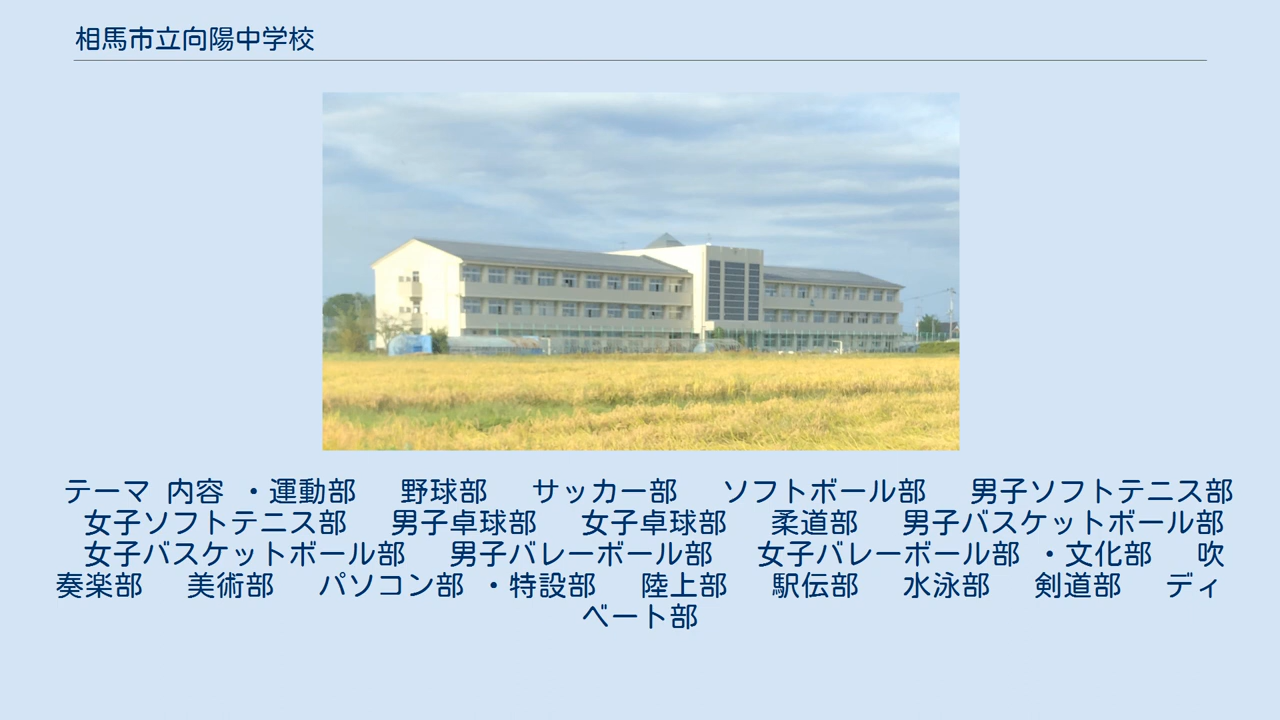 相馬市立向陽中学校
テーマ 内容 ・運動部 野球部 サッカー部 ソフトボール部 男子ソフトテニス部
女子ソフトテニス部 男子卓球部 女子卓球部 柔道部 男子バスケットボール部
女子バスケットボール部 男子バレーボール部 女子バレーボール部 ・文化部 吹
奏楽部 美術部 パソコン部 ・特設部 陸上部 駅伝部 水泳部 剣道部 ディ
ベート部